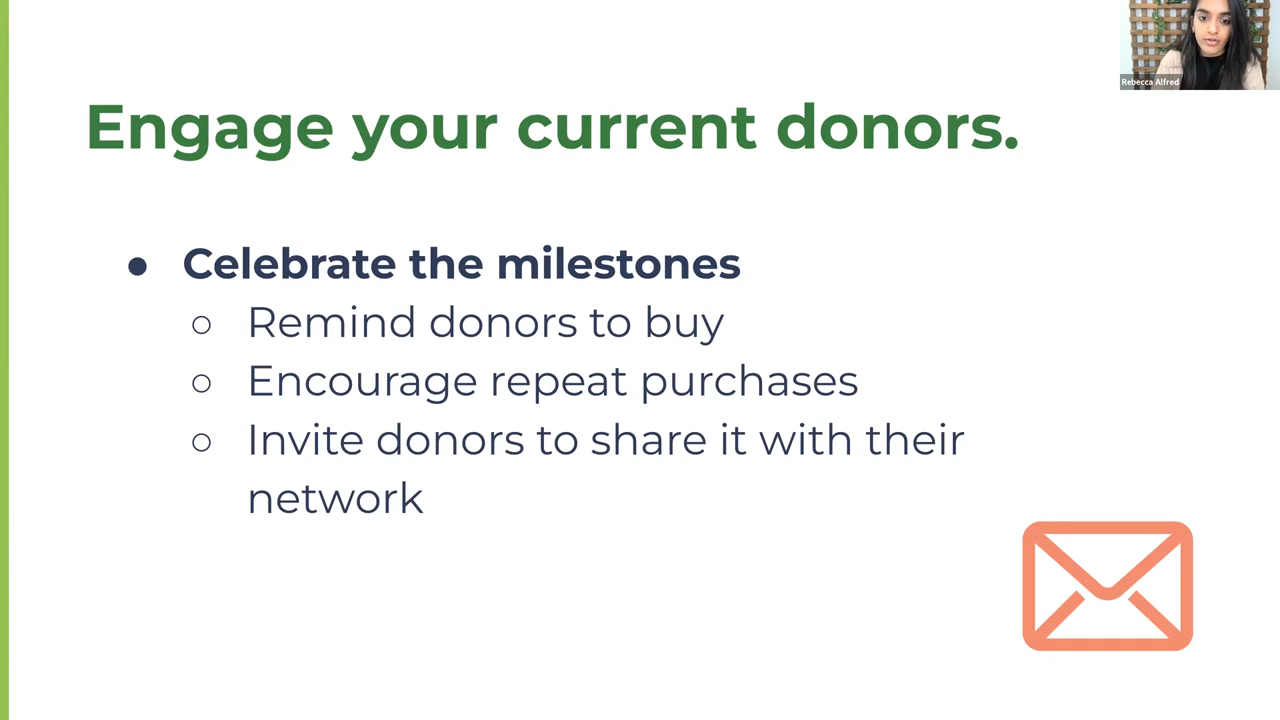 Rebecca Alfred
Engage your current donors.
● Celebrate the milestones
○ Remind donors to buy
○ Encourage repeat purchases
○ Invite donors to share it with their
network